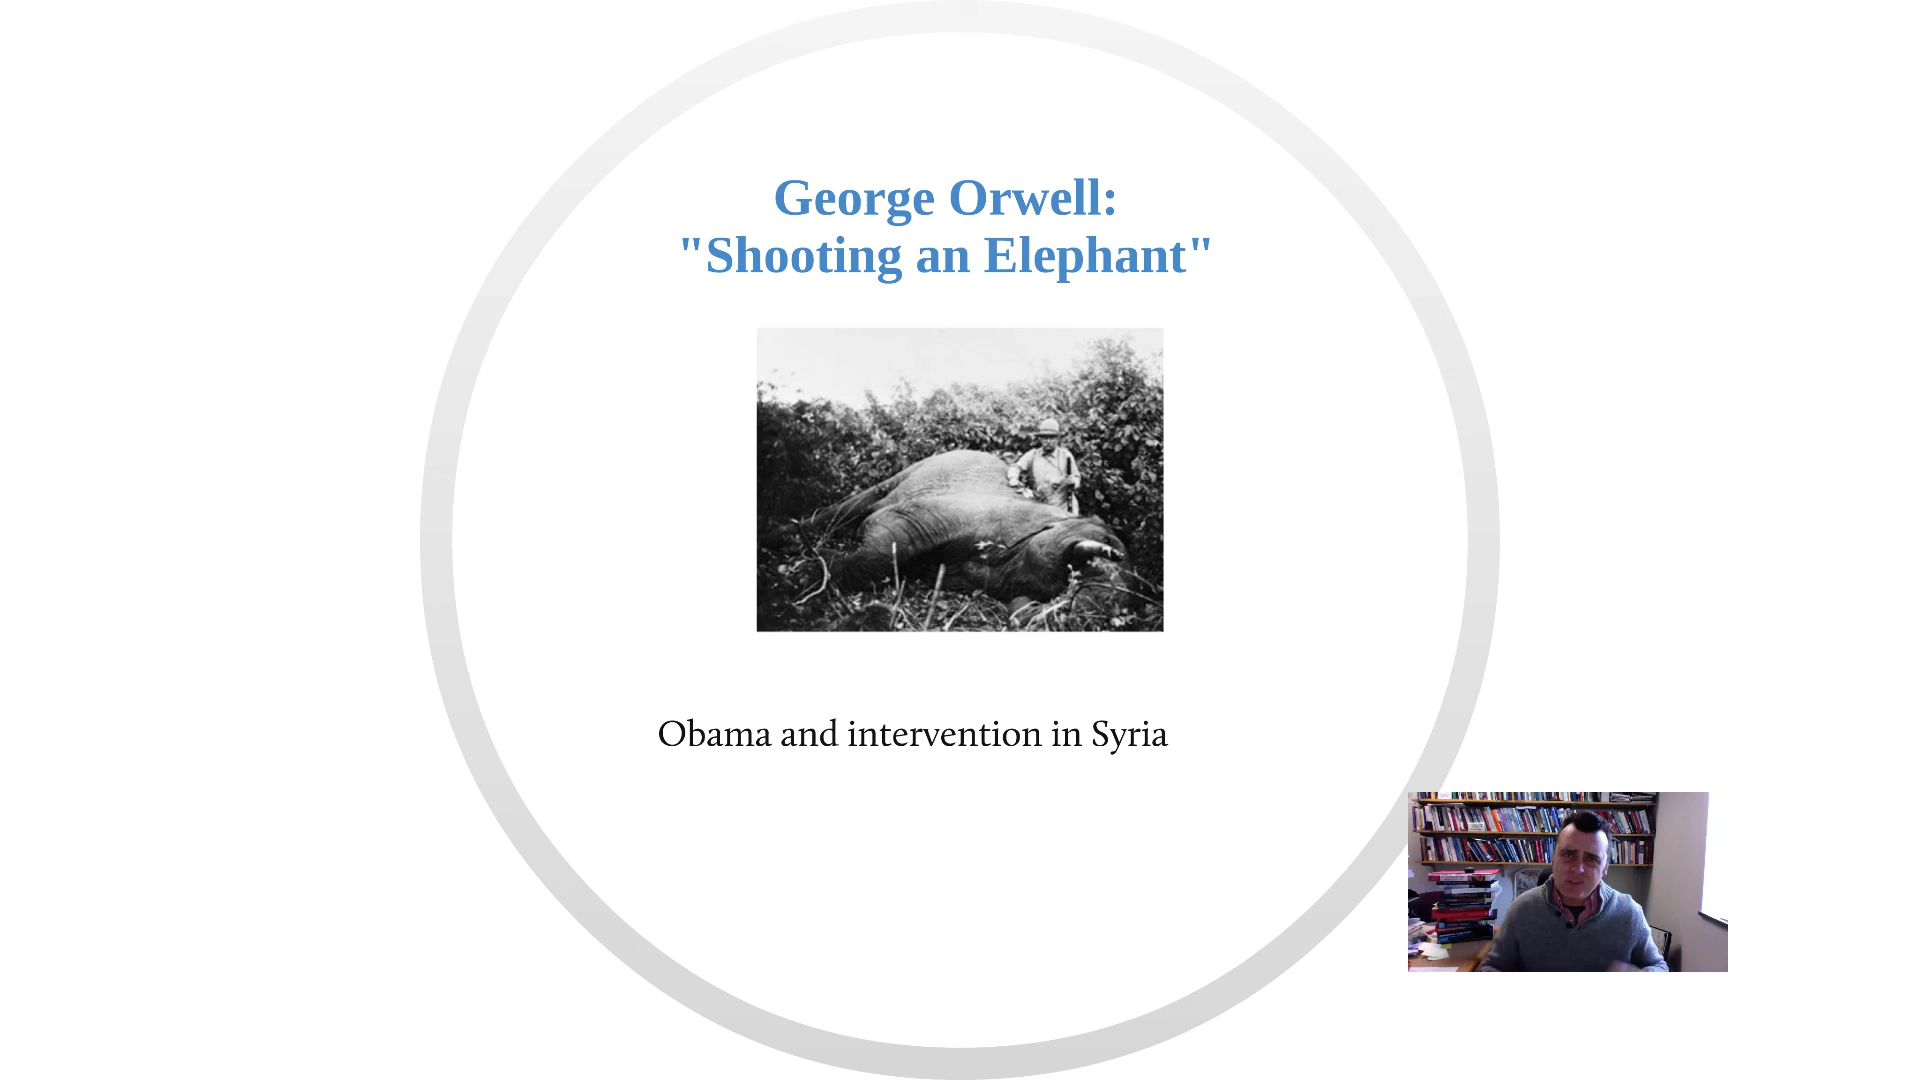 George Orwell:
"Shooting an Elephant"
Obama and intervention in Syria